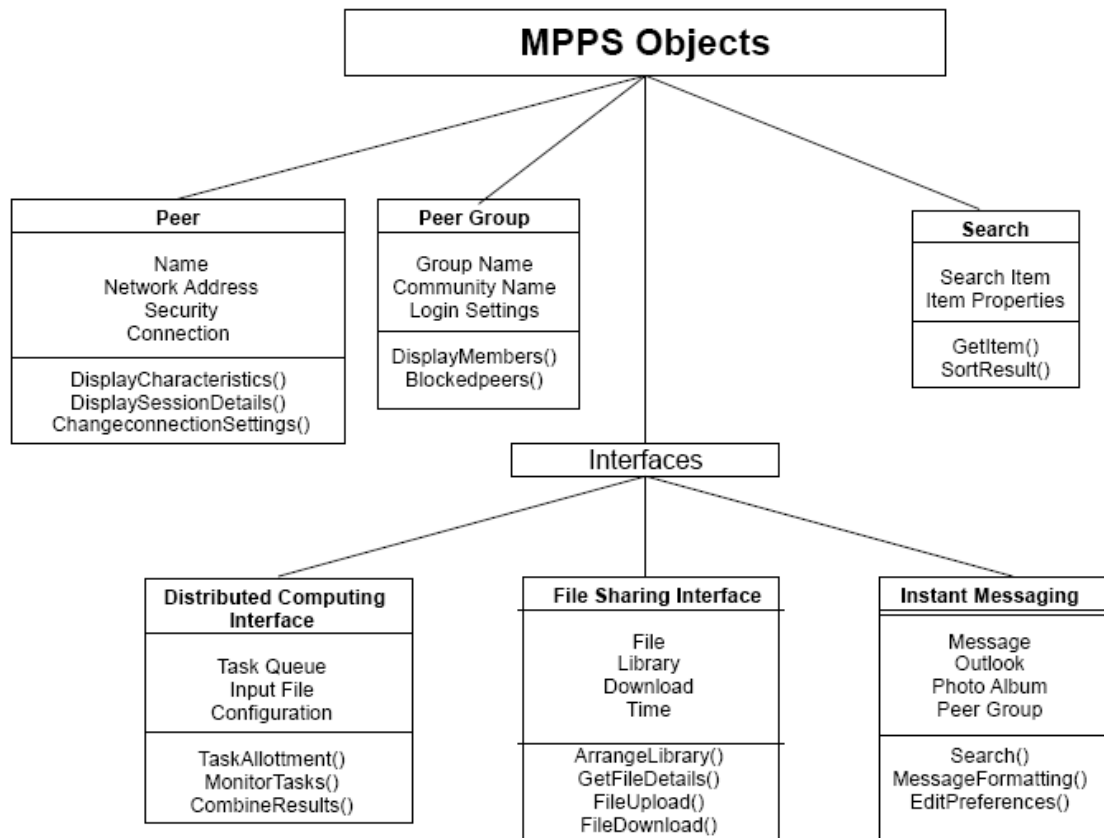 MPPS Objects
Peer
Name
Network Address
Security
Connection
DisplayCharacteristics()
DisplaySessionDetails()
ChangeconnectionSettings()
Peer Group
Group Name
Community Name
Login Settings
DisplayMembers()
Blockedpeers()
Search
Search Item
Item Properties
GetItem()
SortResult()
Interfaces
Distributed Computing
Interface
Task Queue
Input File
Configuration
TaskAllottment()
MonitorTasks()
CombineResults()
File Sharing Interface
File
Library
Download
Time
ArrangeLibrary()
GetFileDetails()
FileUpload()
FileDownload()
Instant Messaging
Message
Outlook
Photo Album
Peer Group
Search()
MessageFormatting()
EditPreferences()